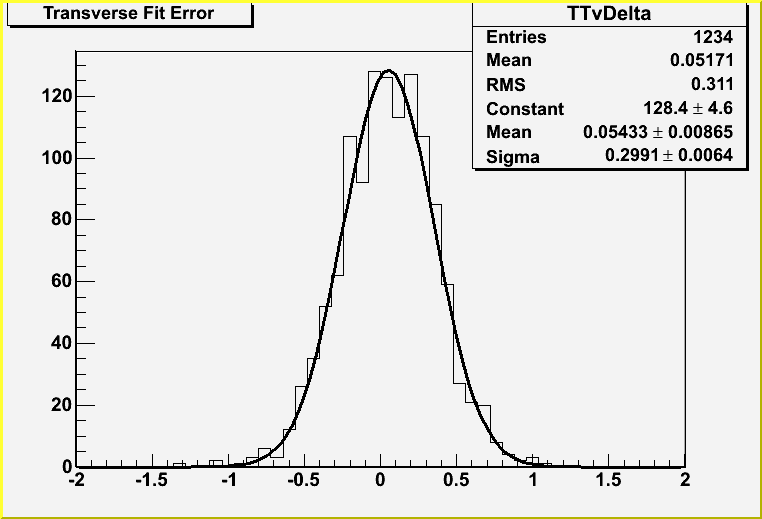 Transverse Fit Error
TTvDelta
Entries 1234
Mean 0.05171
RMS 0.311
Constant 128.4 ± 4.6
Mean 0.05433 ± 0.00865
Sigma 0.2991 ± 0.0064
120
100
80
60
40
20
0
-2 -1.5 -1 -0.5 0 0.5 1 1.5 2